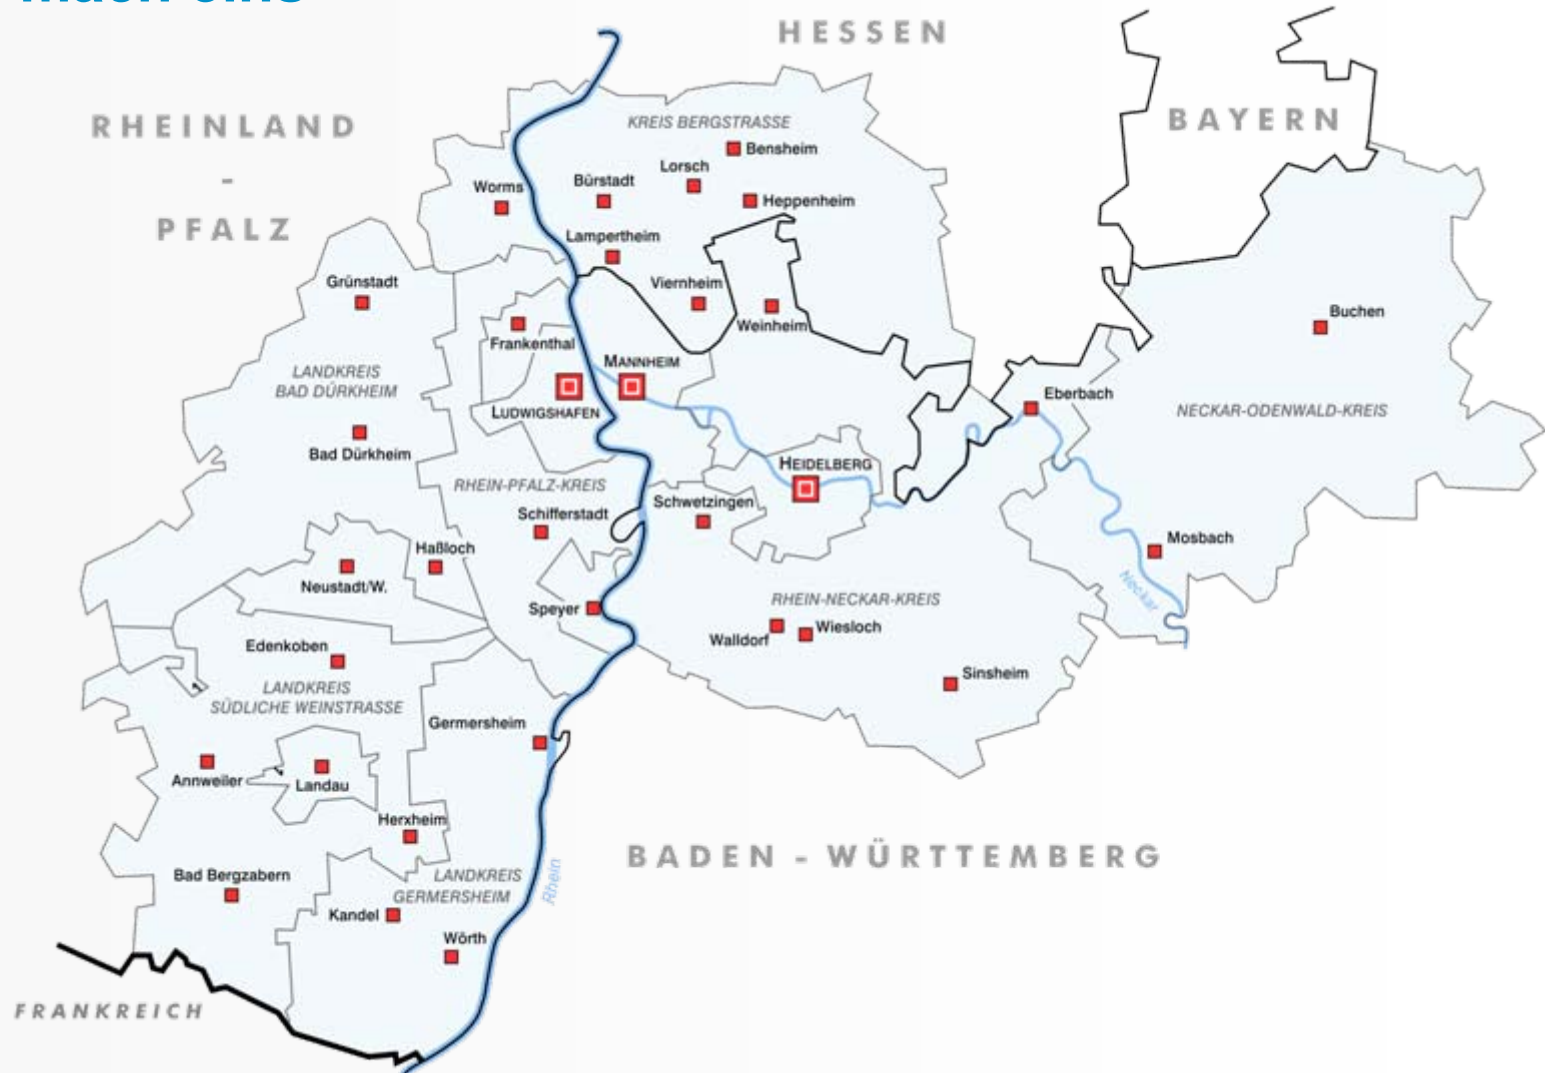 mach eins
HESSEN
RHEINLAND
-
PFALZ
BAYERN
KREIS BERGSTRASSE
Bensheim
Lorsch
Bürstadt
Worms
Heppenheim
Lampertheim
Viernheim
Weinheim
Grünstadt
Buchen
Frankenthal
MANNHEIM
LANDKREIS
BAD DÜRKHEIM
LUDWIGSHAFEN
Eberbach
NECKAR-ODENWALD-KREIS
Bad Dürkheim
HEIDELBERG
RHEIN-PFALZ-KREIS
Schwetzingen
Schifferstadt
Mosbach
Haßloch
Neustadt/W.
Neckar
RHEIN-NECKAR-KREIS
Speyer
Walldorf
Wiesloch
Edenkoben
Sinsheim
LANDKREIS
SÜDLICHE WEINSTRASSE
Germersheim
Annweiler
Landau
Herxheim
BADEN - WÜRTTEMBERG
Bad Bergzabern
LANDKREIS
GERMERSHEIM
Rhein
Kandel
Wörth
FRANKREICH